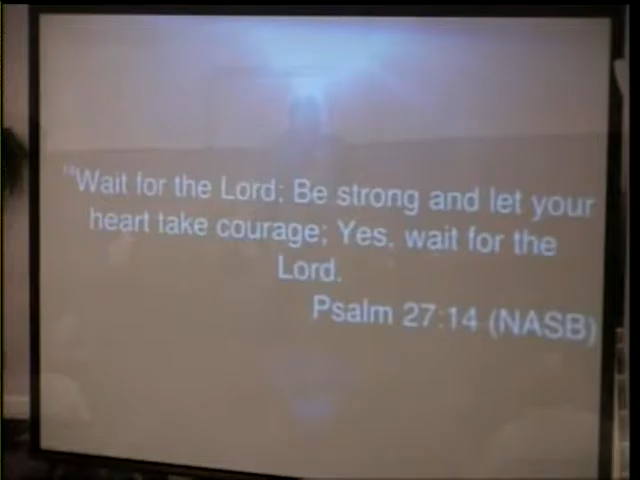 ¹⁴Wait for the Lord; Be strong and let your
heart take courage; Yes, wait for the
Lord.
Psalm 27:14 (NASB)